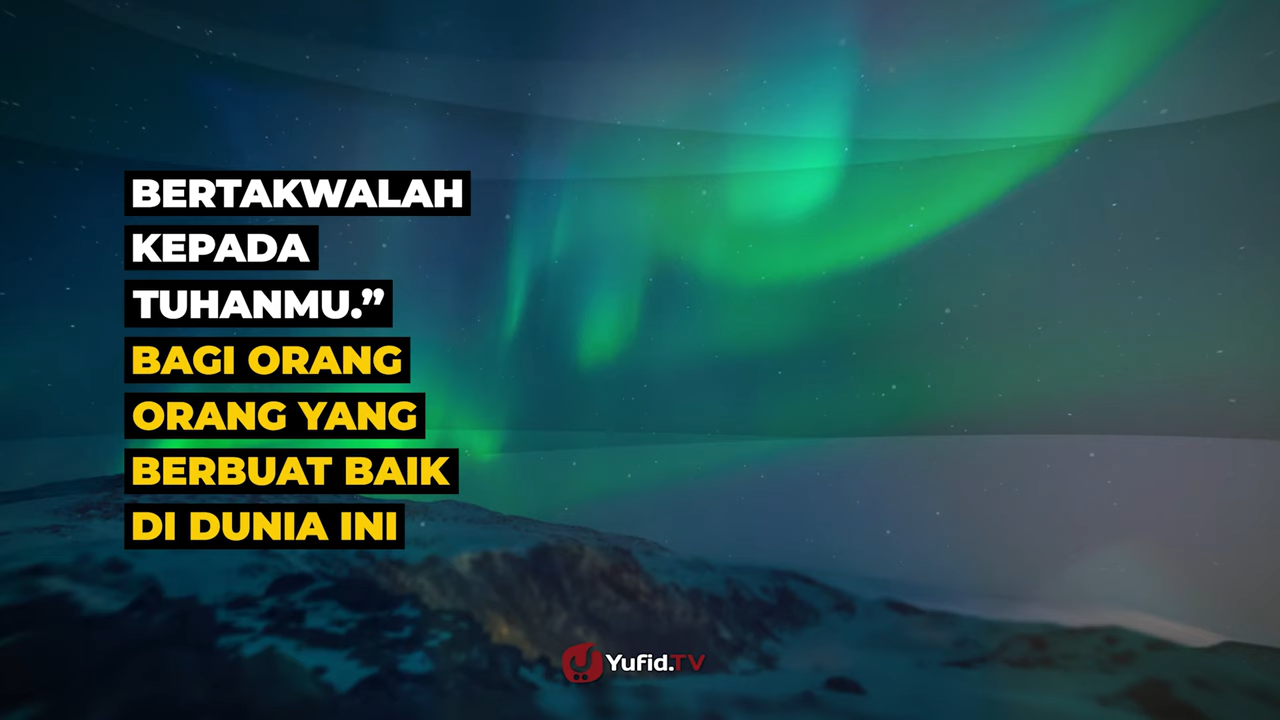 BERTAKWALAH
KEPADA
TUHANMU.”
BAGI ORANG
ORANG YANG
BERBUAT BAIK
DI DUNIA INI
Yufid.TV